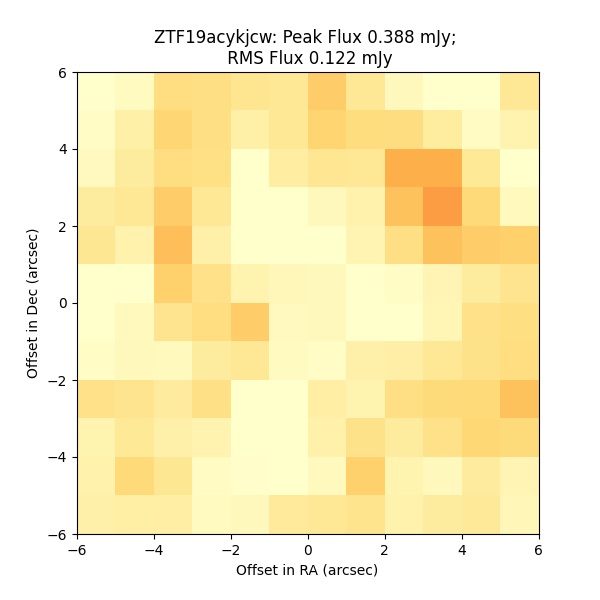 ZTF19acykjcw: Peak Flux 0.388 mJy;
RMS Flux 0.122 mJy
6
4
2
0
−2
−4
−6
Offset in Dec (arcsec)
−6 −4 −2 0 2 4 6
Offset in RA (arcsec)